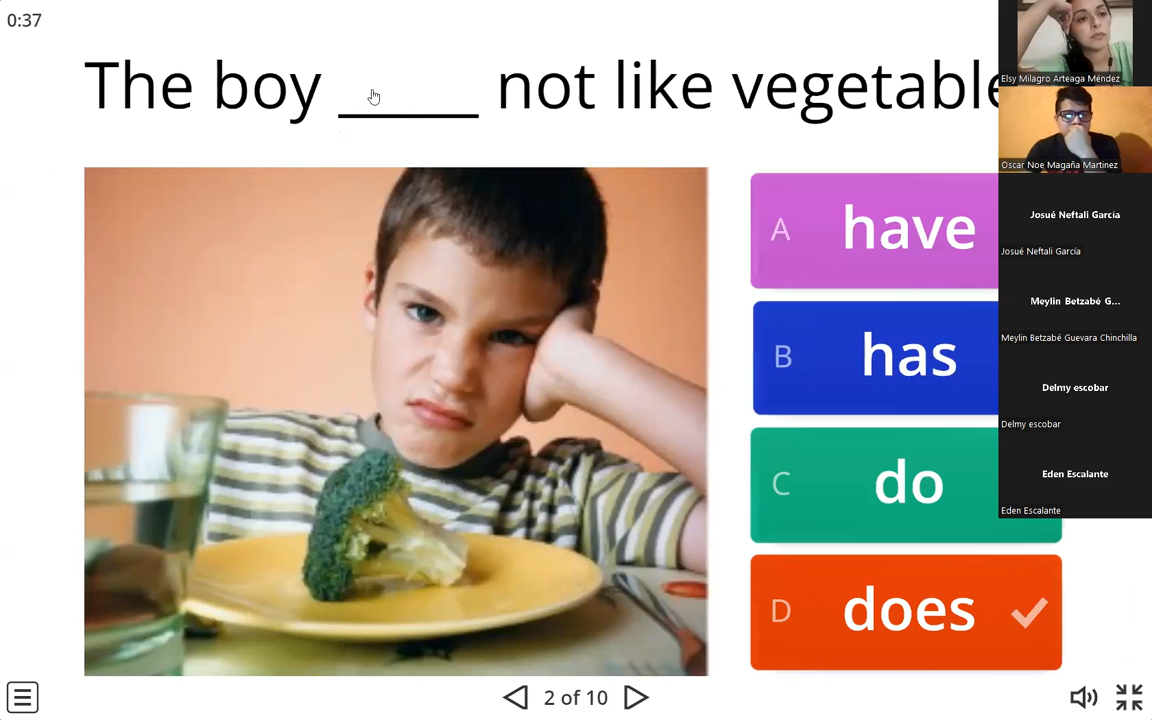 0:37
The boy _____ not like vegetable
A have
B has
C do
D does
2 of 10
Elsy Milagro Arteaga Méndez
Oscar Noe Magaña Martinez
Josué Neftali García
Josué Neftali García
Meylin Betzabé G...
Meylin Betzabé Guevara Chinchilla
Delmy escobar
Delmy escobar
Eden Escalante
Eden Escalante